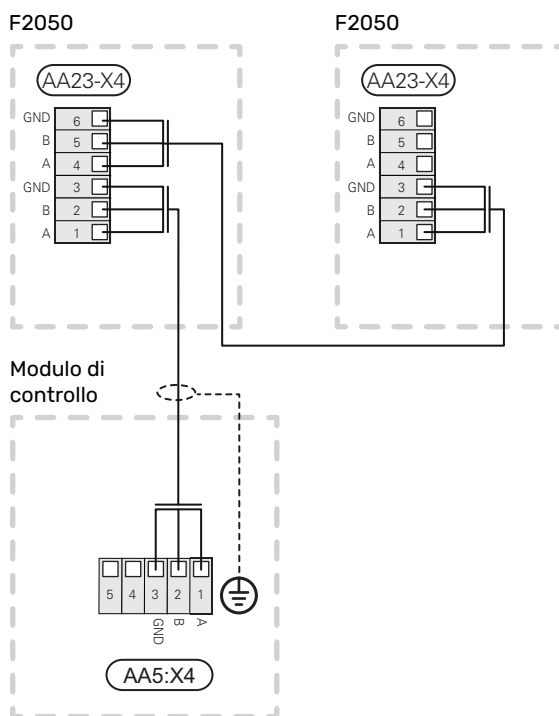 F2050
F2050
AA23-X4
AA23-X4
GND 6
B 5
A 4
GND 3
B 2
A 1
GND 6
B 5
A 4
GND 3
B 2
A 1
Modulo di
controllo
5 4 3 2 1
GND B A
AA5:X4